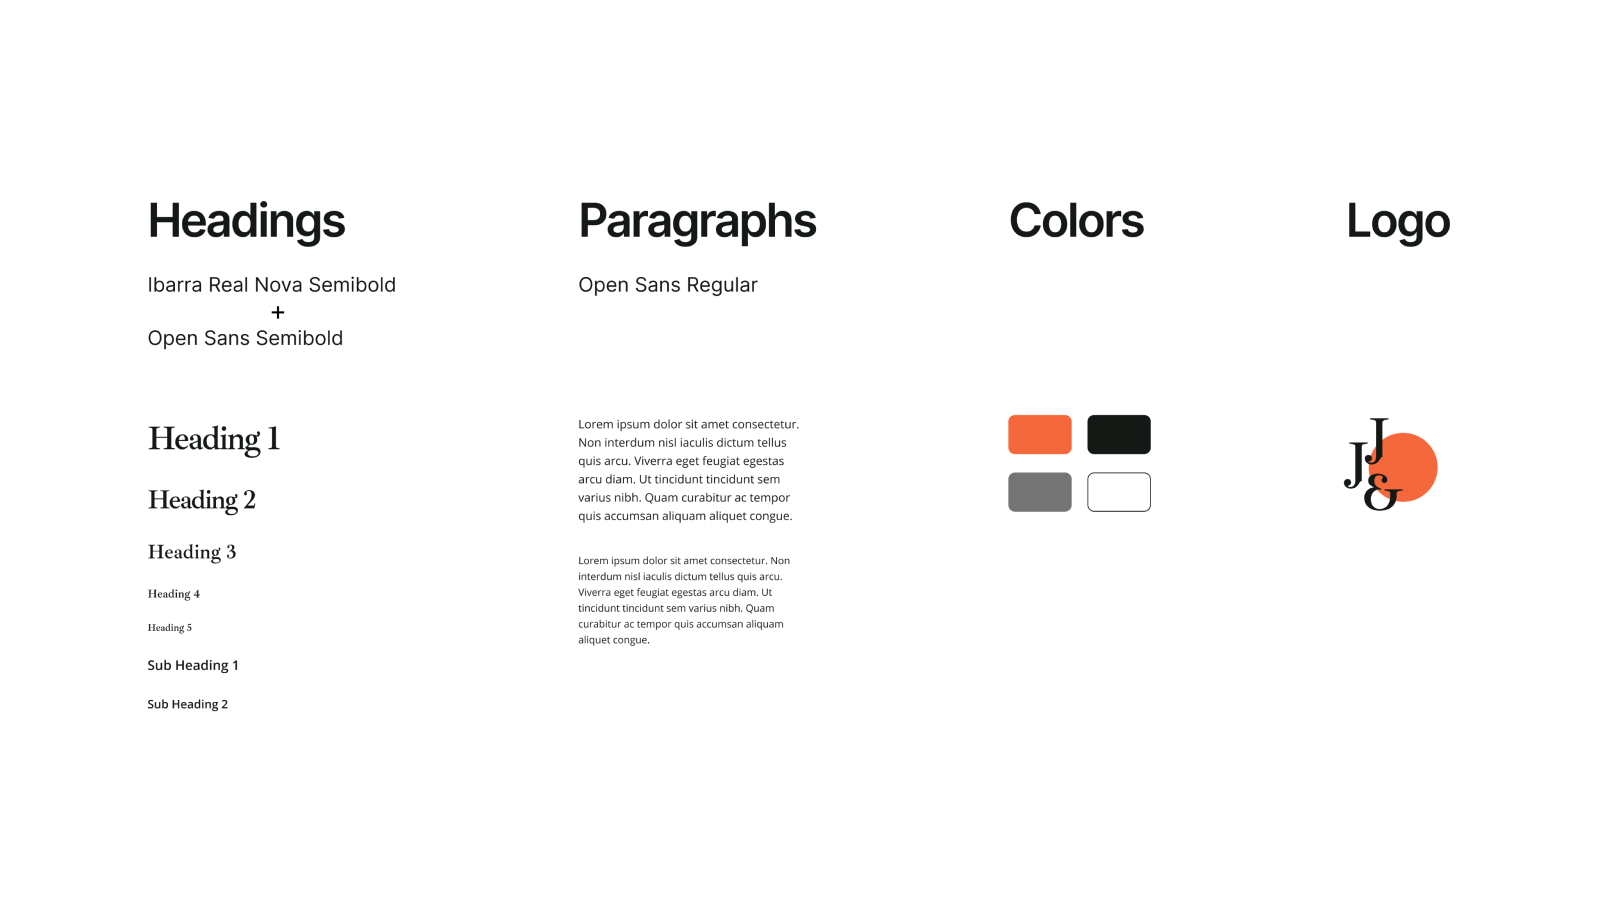 Headings
Ibarra Real Nova Semibold
+
Open Sans Semibold
Heading 1
Heading 2
Heading 3
Heading 4
Heading 5
Sub Heading 1
Sub Heading 2
Paragraphs
Open Sans Regular
Lorem ipsum dolor sit amet consectetur.
Non interdum nisl iaculis dictum tellus
quis arcu. Viverra eget feugiat egestas
arcu diam. Ut tincidunt tincidunt sem
varius nibh. Quam curabitur ac tempor
quis accumsan aliquam aliquet congue.
Lorem ipsum dolor sit amet consectetur. Non
interdum nisl iaculis dictum tellus quis arcu.
Viverra eget feugiat egestas arcu diam. Ut
tincidunt tincidunt sem varius nibh. Quam
curabitur ac tempor quis accumsan aliquam
aliquet congue.
Colors
Logo
J
J
&